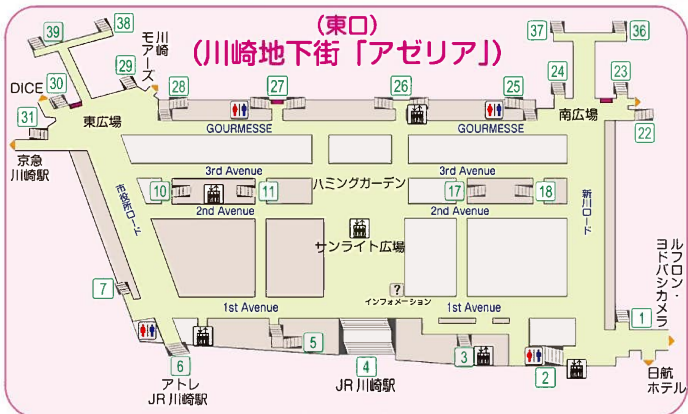 (東口)
(川崎地下街「アゼリア」)
39
38
川崎
モアーズ
37
36
DICE
30
29
28
27
26
25
24
23
31
東広場
南広場
22
GOURMESSE
GOURMESSE
京急
川崎駅
3rd Avenue
ハミングガーデン
3rd Avenue
市役所ロード
10
11
17
18
新川ロード
2nd Avenue
2nd Avenue
サンライト広場
ルフロン・
ヨドバシカメラ
7
?
インフォメーション
1st Avenue
1st Avenue
1
6
5
4
3
2
アトレ
JR川崎駅
JR川崎駅
日航
ホテル